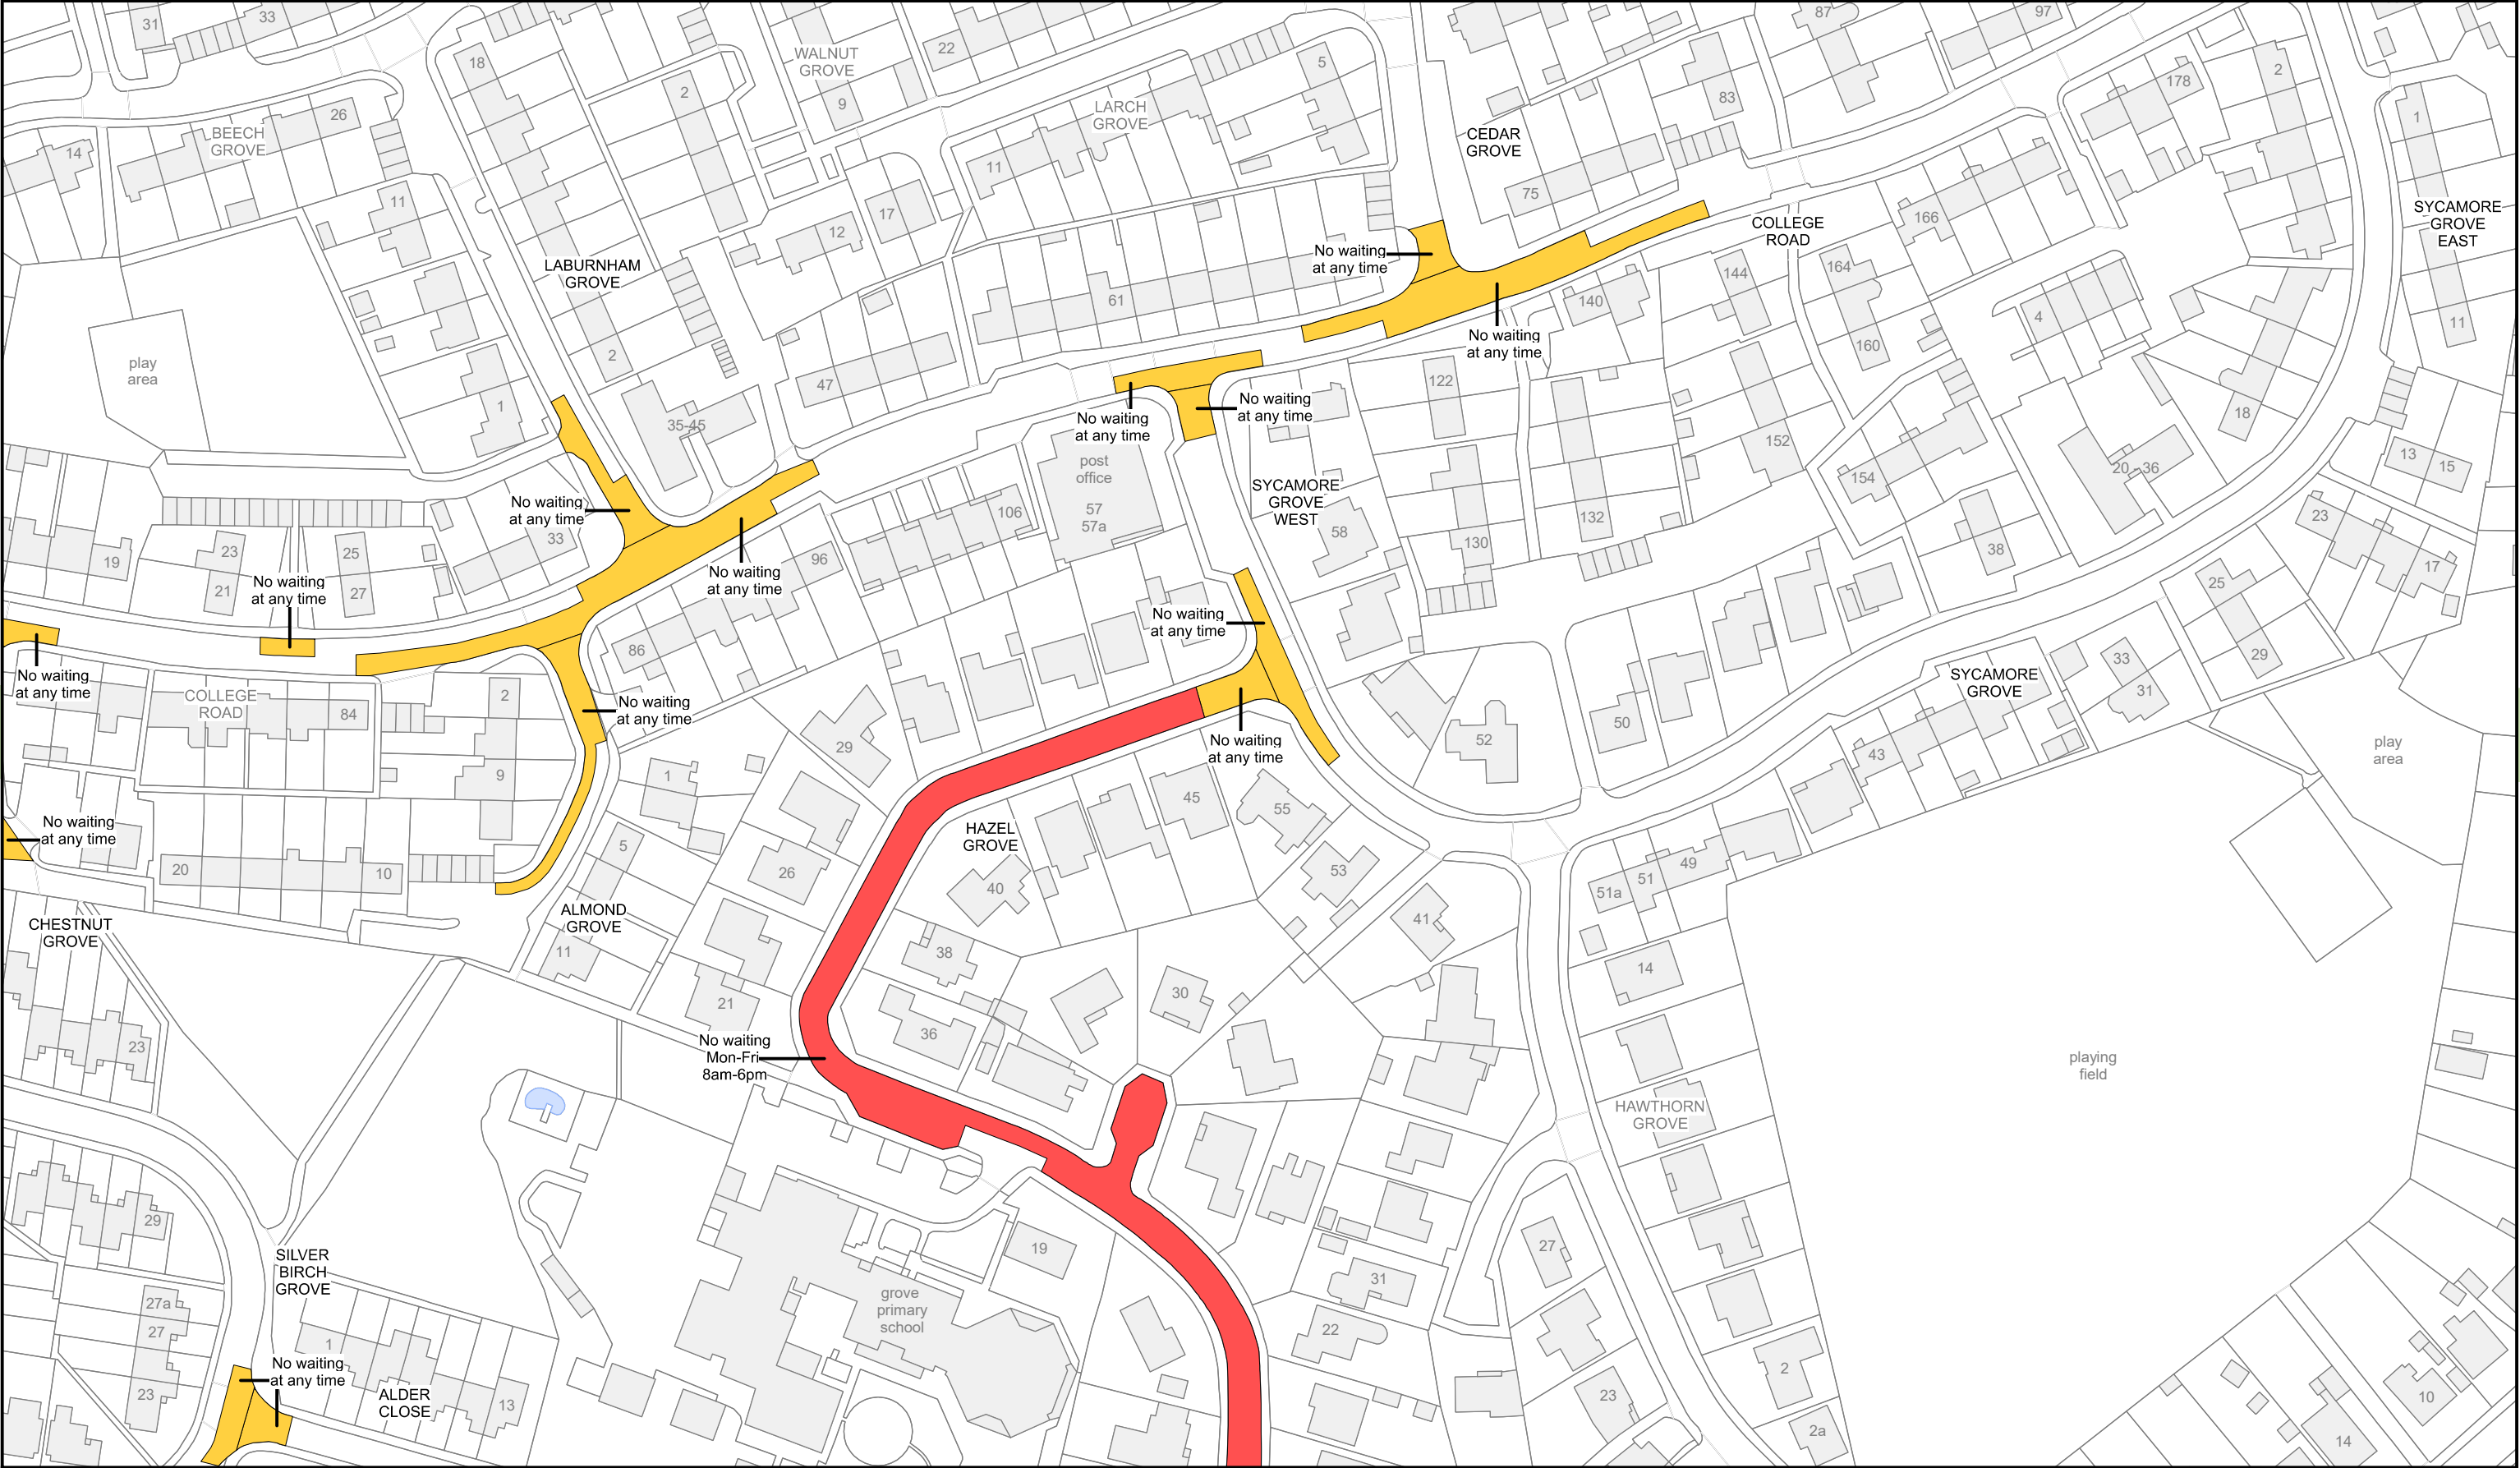 31
33
18
WALNUT
GROVE
22
9
2
5
87
97
83
178
2
1
BEECH
GROVE
26
14
11
LARCH
GROVE
11
CEDAR
GROVE
75
17
12
166
COLLEGE
ROAD
SYCAMORE
GROVE
EAST
LABURNHAM
GROVE
2
61
No waiting
at any time
No waiting
at any time
140
144
164
160
4
11
18
play
area
1
35-45
47
No waiting
at any time
No waiting
at any time
122
152
154
20 - 36
13
15
post
office
57
57a
106
SYCAMORE
GROVE
WEST
58
130
132
38
23
17
19
23
21
25
27
33
No waiting
at any time
No waiting
at any time
No waiting
at any time
96
86
No waiting
at any time
25
29
No waiting
at any time
COLLEGE
ROAD
84
2
9
No waiting
at any time
29
No waiting
at any time
52
50
SYCAMORE
GROVE
33
31
43
play
area
No waiting
at any time
20
10
1
5
26
ALMOND
GROVE
11
21
HAZEL
GROVE
40
45
55
53
41
51a
51
49
14
CHESTNUT
GROVE
23
38
36
30
No waiting
Mon-Fri
8am-6pm
HAWTHORN
GROVE
playing
field
29
SILVER
BIRCH
GROVE
27a
27
23
1
No waiting
at any time
ALDER
CLOSE
13
grove
primary
school
19
27
31
22
23
2
2a
10
14